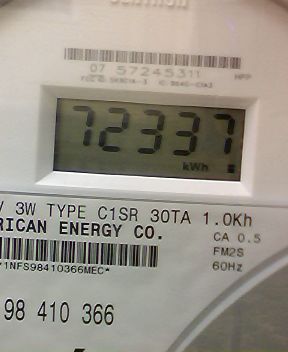 07 57245311
HPP
72337
kWh
V 3W TYPE C1SR 30TA 1.0Kh
RICAN ENERGY CO.
CA 0.5
FM2S
60Hz
*1NFS98410366MEC*
98 410 366